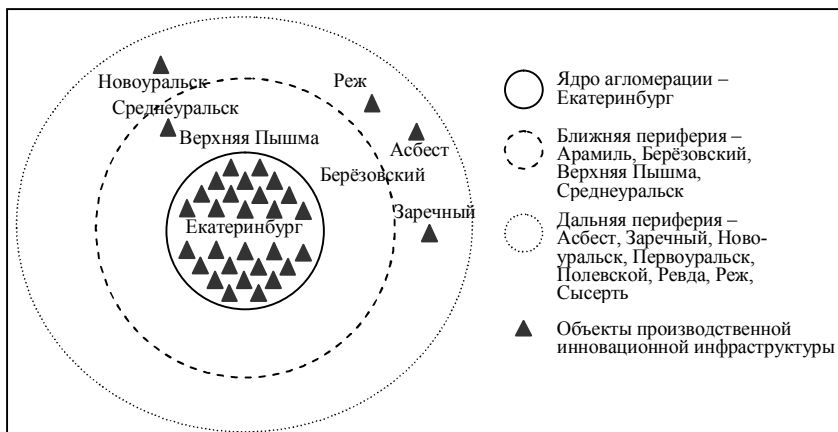 Новоуральск
Среднеуральск
Верхняя Пышма
Реж
Асбест
Берёзовский
Заречный
Екатеринбург
Ядро агломерации –
Екатеринбург
Ближняя периферия –
Арамиль, Берёзовский,
Верхняя Пышма,
Среднеуральск
Дальняя периферия –
Асбест, Заречный, Ново-
уральск, Первоуральск,
Полевской, Ревда, Реж,
Сысерть
Объекты производственной
инновационной инфраструктуры